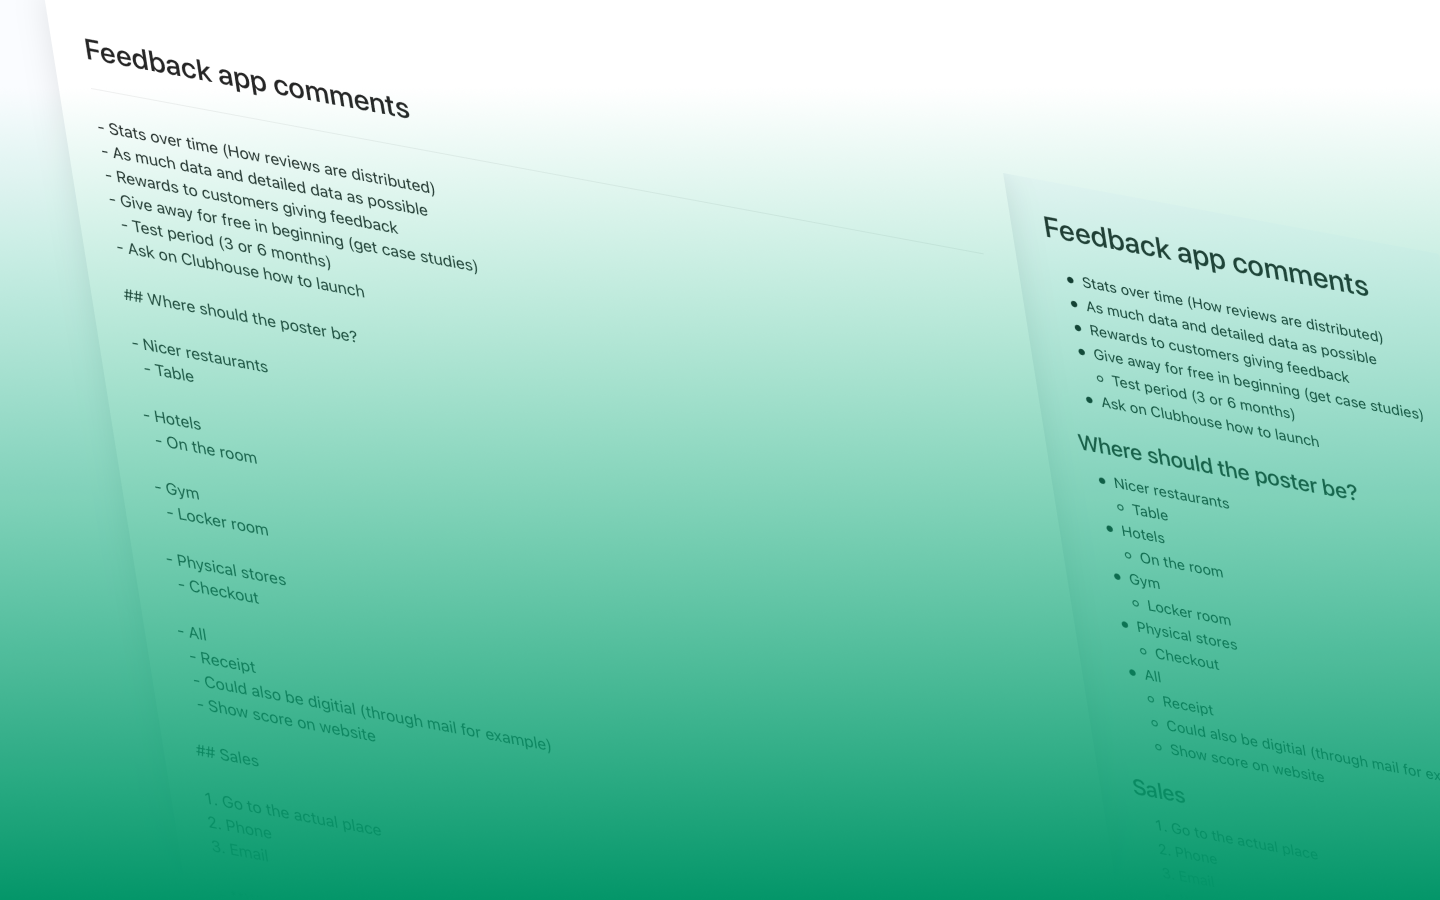 Feedback app comments
- Stats over time (How reviews are distributed)
- As much data and detailed data as possible
- Rewards to customers giving feedback
- Give away for free in beginning (get case studies)
- Test period (3 or 6 months)
- Ask on Clubhouse how to launch
## Where should the poster be?
- Nicer restaurants
- Table
- Hotels
- On the room
- Gym
- Locker room
- Physical stores
- Checkout
- All
- Receipt
- Could also be digitial (through mail for example)
- Show score on website
## Sales
1. Go to the actual place
2. Phone
3. Email
Feedback app comments
Stats over time (How reviews are distributed)
As much data and detailed data as possible
Rewards to customers giving feedback
Give away for free in beginning (get case studies)
Test period (3 or 6 months)
Ask on Clubhouse how to launch
Where should the poster be?
Nicer restaurants
Table
Hotels
On the room
Gym
Locker room
Physical stores
Checkout
All
Receipt
Could also be digitial (through mail for ex
Show score on website
Sales
1. Go to the actual place
2. Phone
3. Email